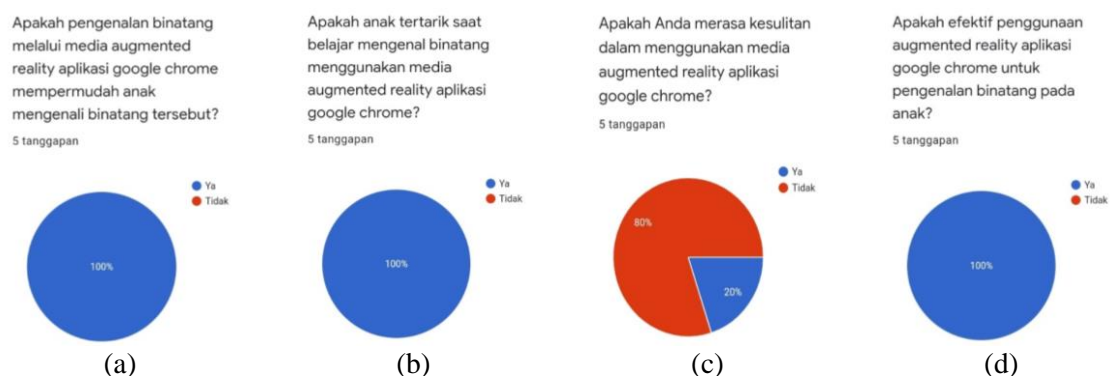 Apakah pengenalan binatang
melalui media augmented
reality aplikasi google chrome
mempermudah anak
mengenali binatang tersebut?
5 tanggapan
Ya
Tidak
100%
(a)
Apakah anak tertarik saat
belajar mengenal binatang
menggunakan media
augmented reality aplikasi
google chrome?
5 tanggapan
Ya
Tidak
100%
(b)
Apakah Anda merasa kesulitan
dalam menggunakan media
augmented reality aplikasi
google chrome?
5 tanggapan
Ya
Tidak
80%
20%
(c)
Apakah efektif penggunaan
augmented reality aplikasi
google chrome untuk
pengenalan binatang pada
anak?
5 tanggapan
Ya
Tidak
100%
(d)